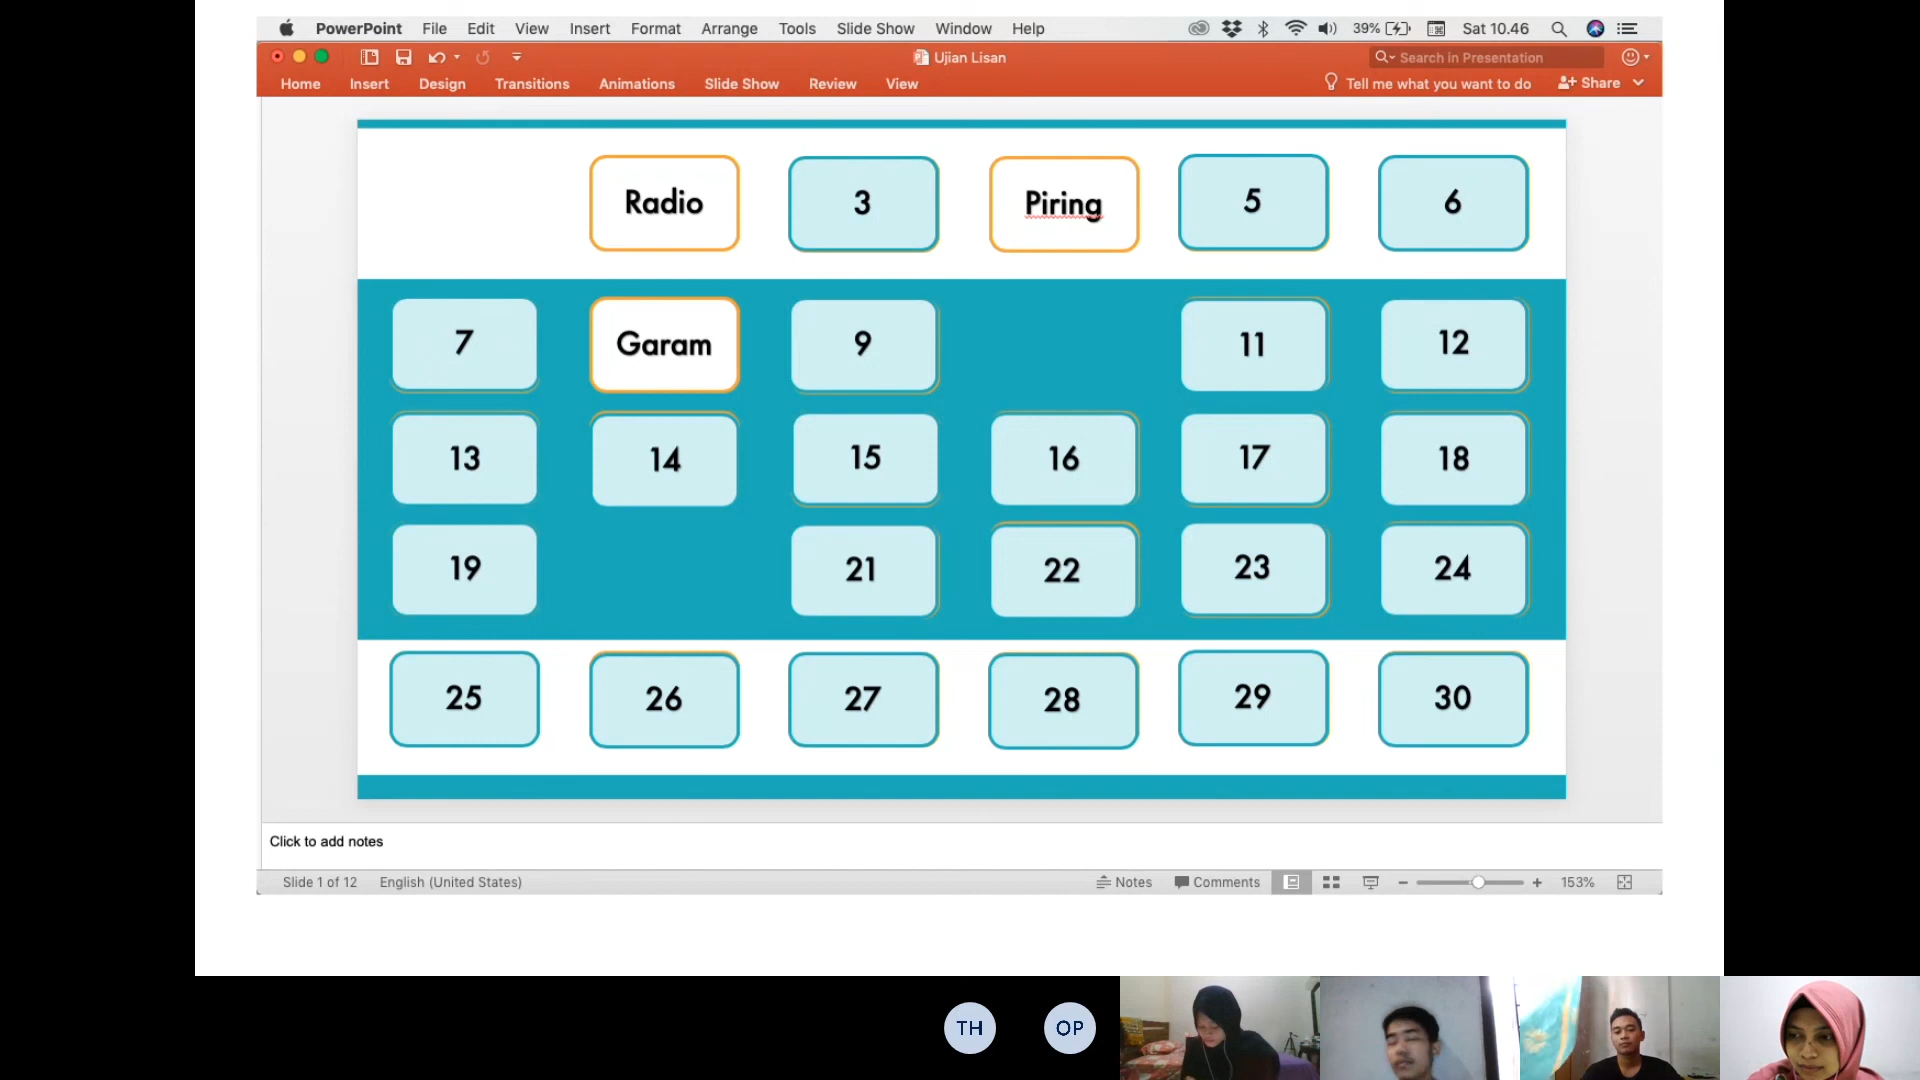 PowerPoint File Edit View Insert Format Arrange Tools Slide Show Window Help 39% Sat 10.46
Ujian Lisan Search in Presentation
Home Insert Design Transitions Animations Slide Show Review View Tell me what you want to do Share
Radio 3 Piring 5 6
7 Garam 9 11 12
13 14 15 16 17 18
19 21 22 23 24
25 26 27 28 29 30
Click to add notes
Slide 1 of 12 English (United States) Notes Comments 153%
TH OP